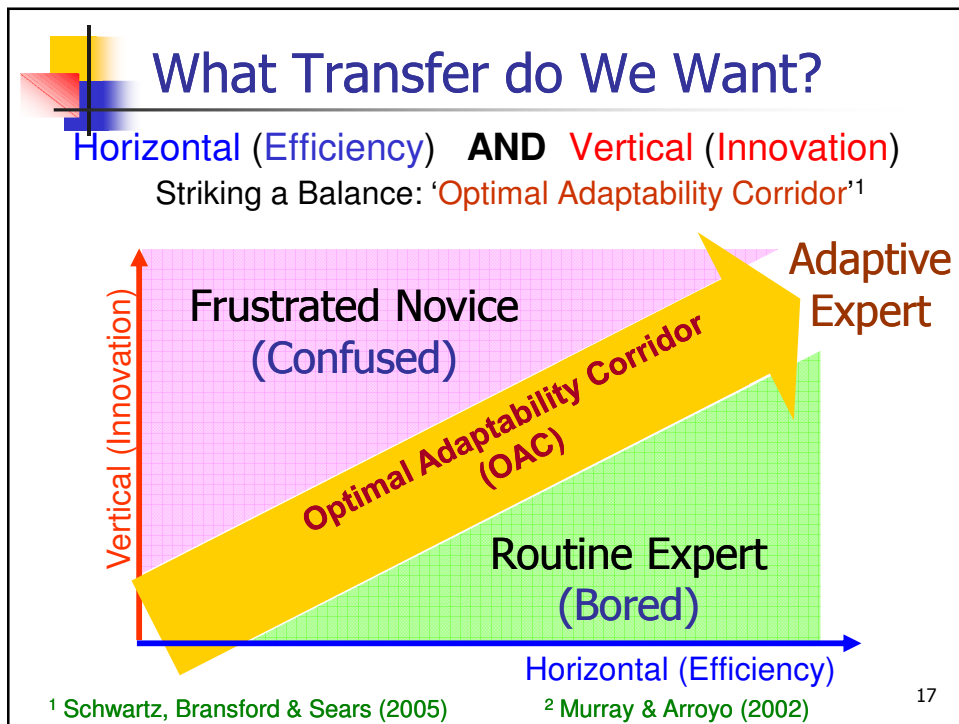 What Transfer do We Want?
Horizontal (Efficiency) AND Vertical (Innovation)
Striking a Balance: ‘Optimal Adaptability Corridor’¹
Adaptive
Expert
Frustrated Novice
(Confused)
Vertical (Innovation)
Optimal Adaptability Corridor
(OAC)
Routine Expert
(Bored)
Horizontal (Efficiency)
¹ Schwartz, Bransford & Sears (2005) ² Murray & Arroyo (2002)
17